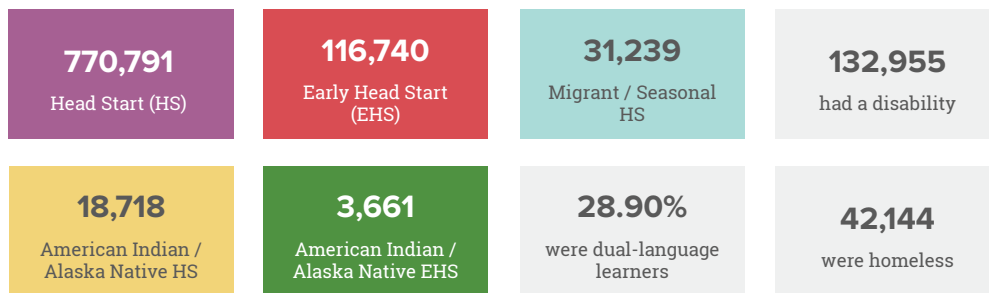 770,791
Head Start (HS)
116,740
Early Head Start
(EHS)
31,239
Migrant / Seasonal
HS
132,955
had a disability
18,718
American Indian /
Alaska Native HS
3,661
American Indian /
Alaska Native EHS
28.90%
were dual-language
learners
42,144
were homeless